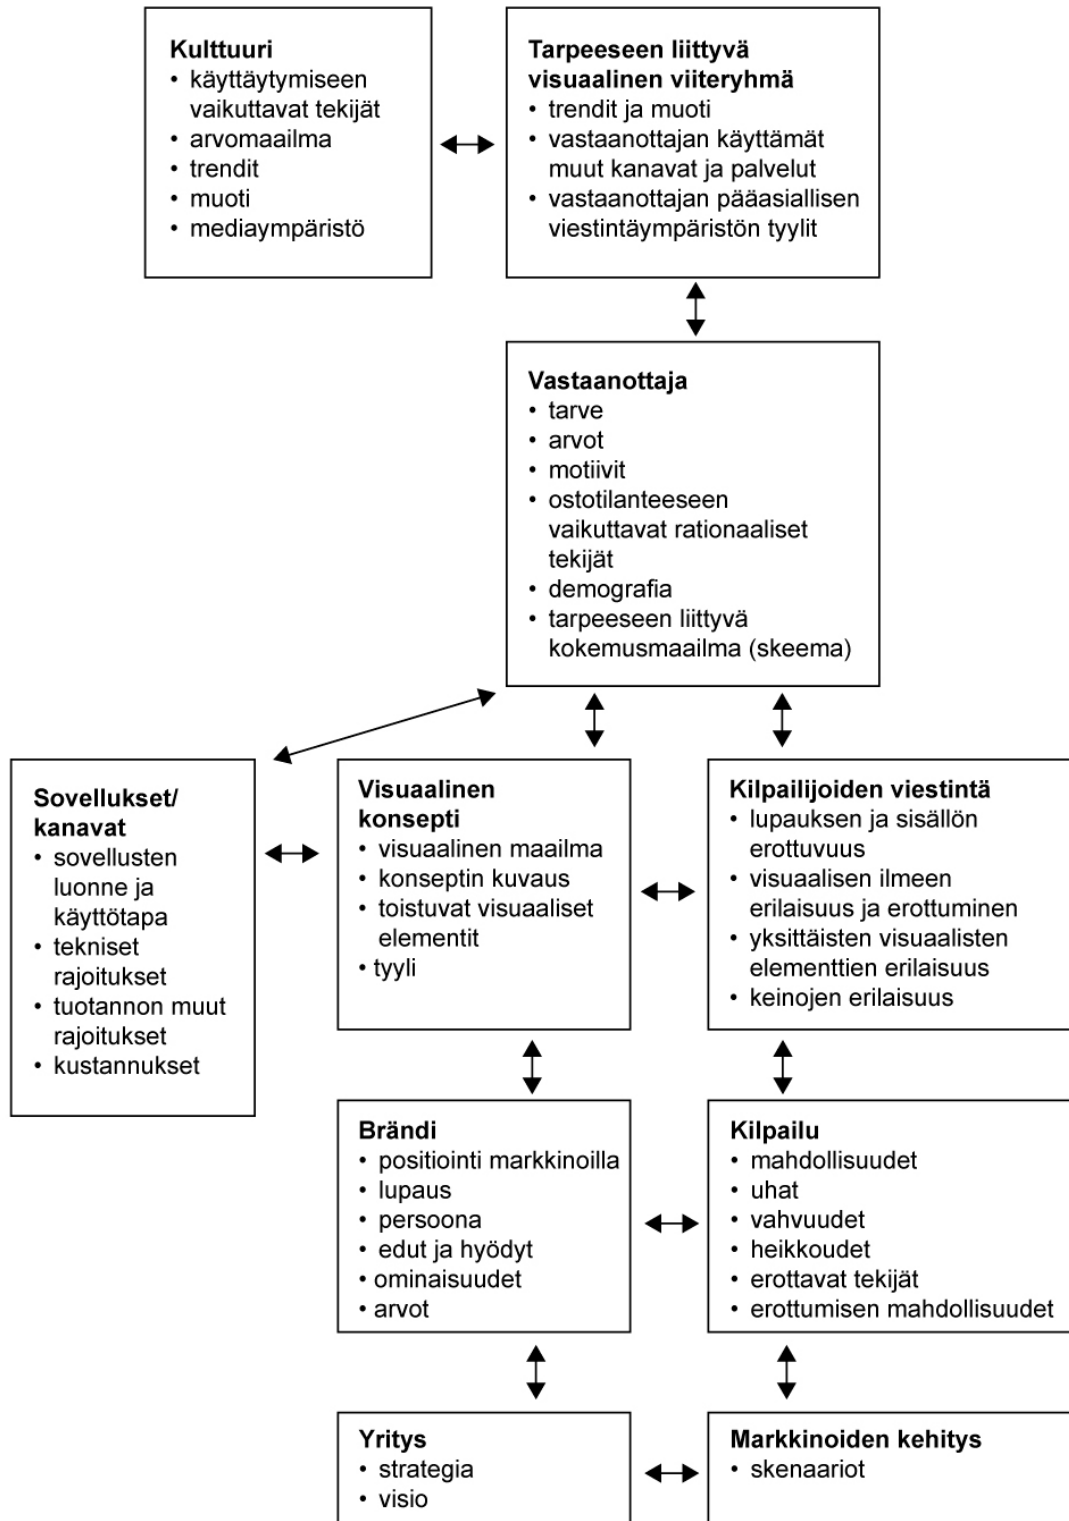 Kulttuuri
• käyttäytymiseen
vaikuttavat tekijät
• arvomaailma
• trendit
• muoti
• mediaympäristö
Tarpeeseen liittyvä
visuaalinen viiteryhmä
• trendit ja muoti
• vastaanottajan käyttämät
muut kanavat ja palvelut
• vastaanottajan pääasiallisen
viestintäympäristön tyylit
Vastaanottaja
• tarve
• arvot
• motiivit
• ostotilanteeseen
vaikuttavat rationaaliset
tekijät
• demografia
• tarpeeseen liittyvä
kokemusmaailma (skeema)
Sovellukset/
kanavat
• sovellusten
luonne ja
käyttötapa
• tekniset
rajoitukset
• tuotannon muut
rajoitukset
• kustannukset
Visuaalinen
konsepti
• visuaalinen maailma
• konseptin kuvaus
• toistuvat visuaaliset
elementit
• tyyli
Kilpailijoiden viestintä
• lupauksen ja sisällön
erottuvuus
• visuaalisen ilmeen
erilaisuus ja erottuminen
• yksittäisten visuaalisten
elementtien erilaisuus
• keinojen erilaisuus
Brändi
• positiointi markkinoilla
• lupaus
• persoona
• edut ja hyödyt
• ominaisuudet
• arvot
Kilpailu
• mahdollisuudet
• uhat
• vahvuudet
• heikkoudet
• erottavat tekijät
• erottumisen mahdollisuudet
Yritys
• strategia
• visio
Markkinoiden kehitys
• skenaariot